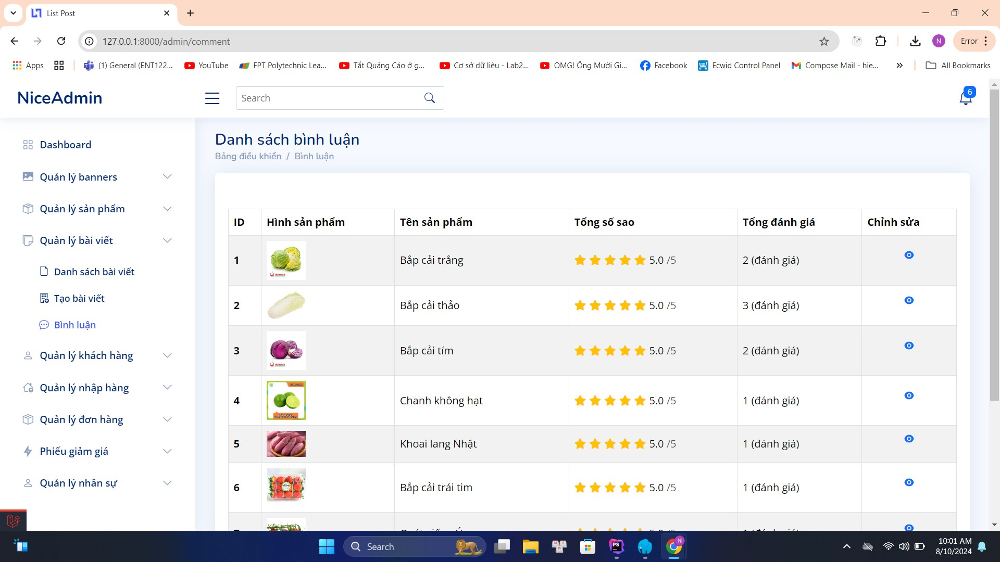 List Post
127.0.0.1:8000/admin/comment
N
Error
Apps
(1) General (ENT122...
YouTube
FPT Polytechnic Lea...
Tắt Quảng Cáo ở g...
Cơ sở dữ liệu - Lab2...
OMG! Ông Mười Gi...
Facebook
Ecwid Control Panel
Compose Mail - hie...
All Bookmarks
NiceAdmin
Search
6
Dashboard
Quản lý banners
Quản lý sản phẩm
Quản lý bài viết
Danh sách bài viết
Tạo bài viết
Bình luận
Quản lý khách hàng
Quản lý nhập hàng
Quản lý đơn hàng
Phiếu giảm giá
Quản lý nhân sự
Danh sách bình luận
Bảng điều khiển / Bình luận
ID Hình sản phẩm Tên sản phẩm Tổng số sao Tổng đánh giá Chỉnh sửa
1 TRAN GIA Bắp cải trắng 5.0 /5 2 (đánh giá)
2 Bắp cải thảo 5.0 /5 3 (đánh giá)
3 TRAN GIA Bắp cải tím 5.0 /5 2 (đánh giá)
4 Chanh không hạt 5.0 /5 1 (đánh giá)
5 Khoai lang Nhật 5.0 /5 1 (đánh giá)
6 Bắp cải trái tim 5.0 /5 1 (đánh giá)
Search
PS
N
10:01 AM
8/10/2024